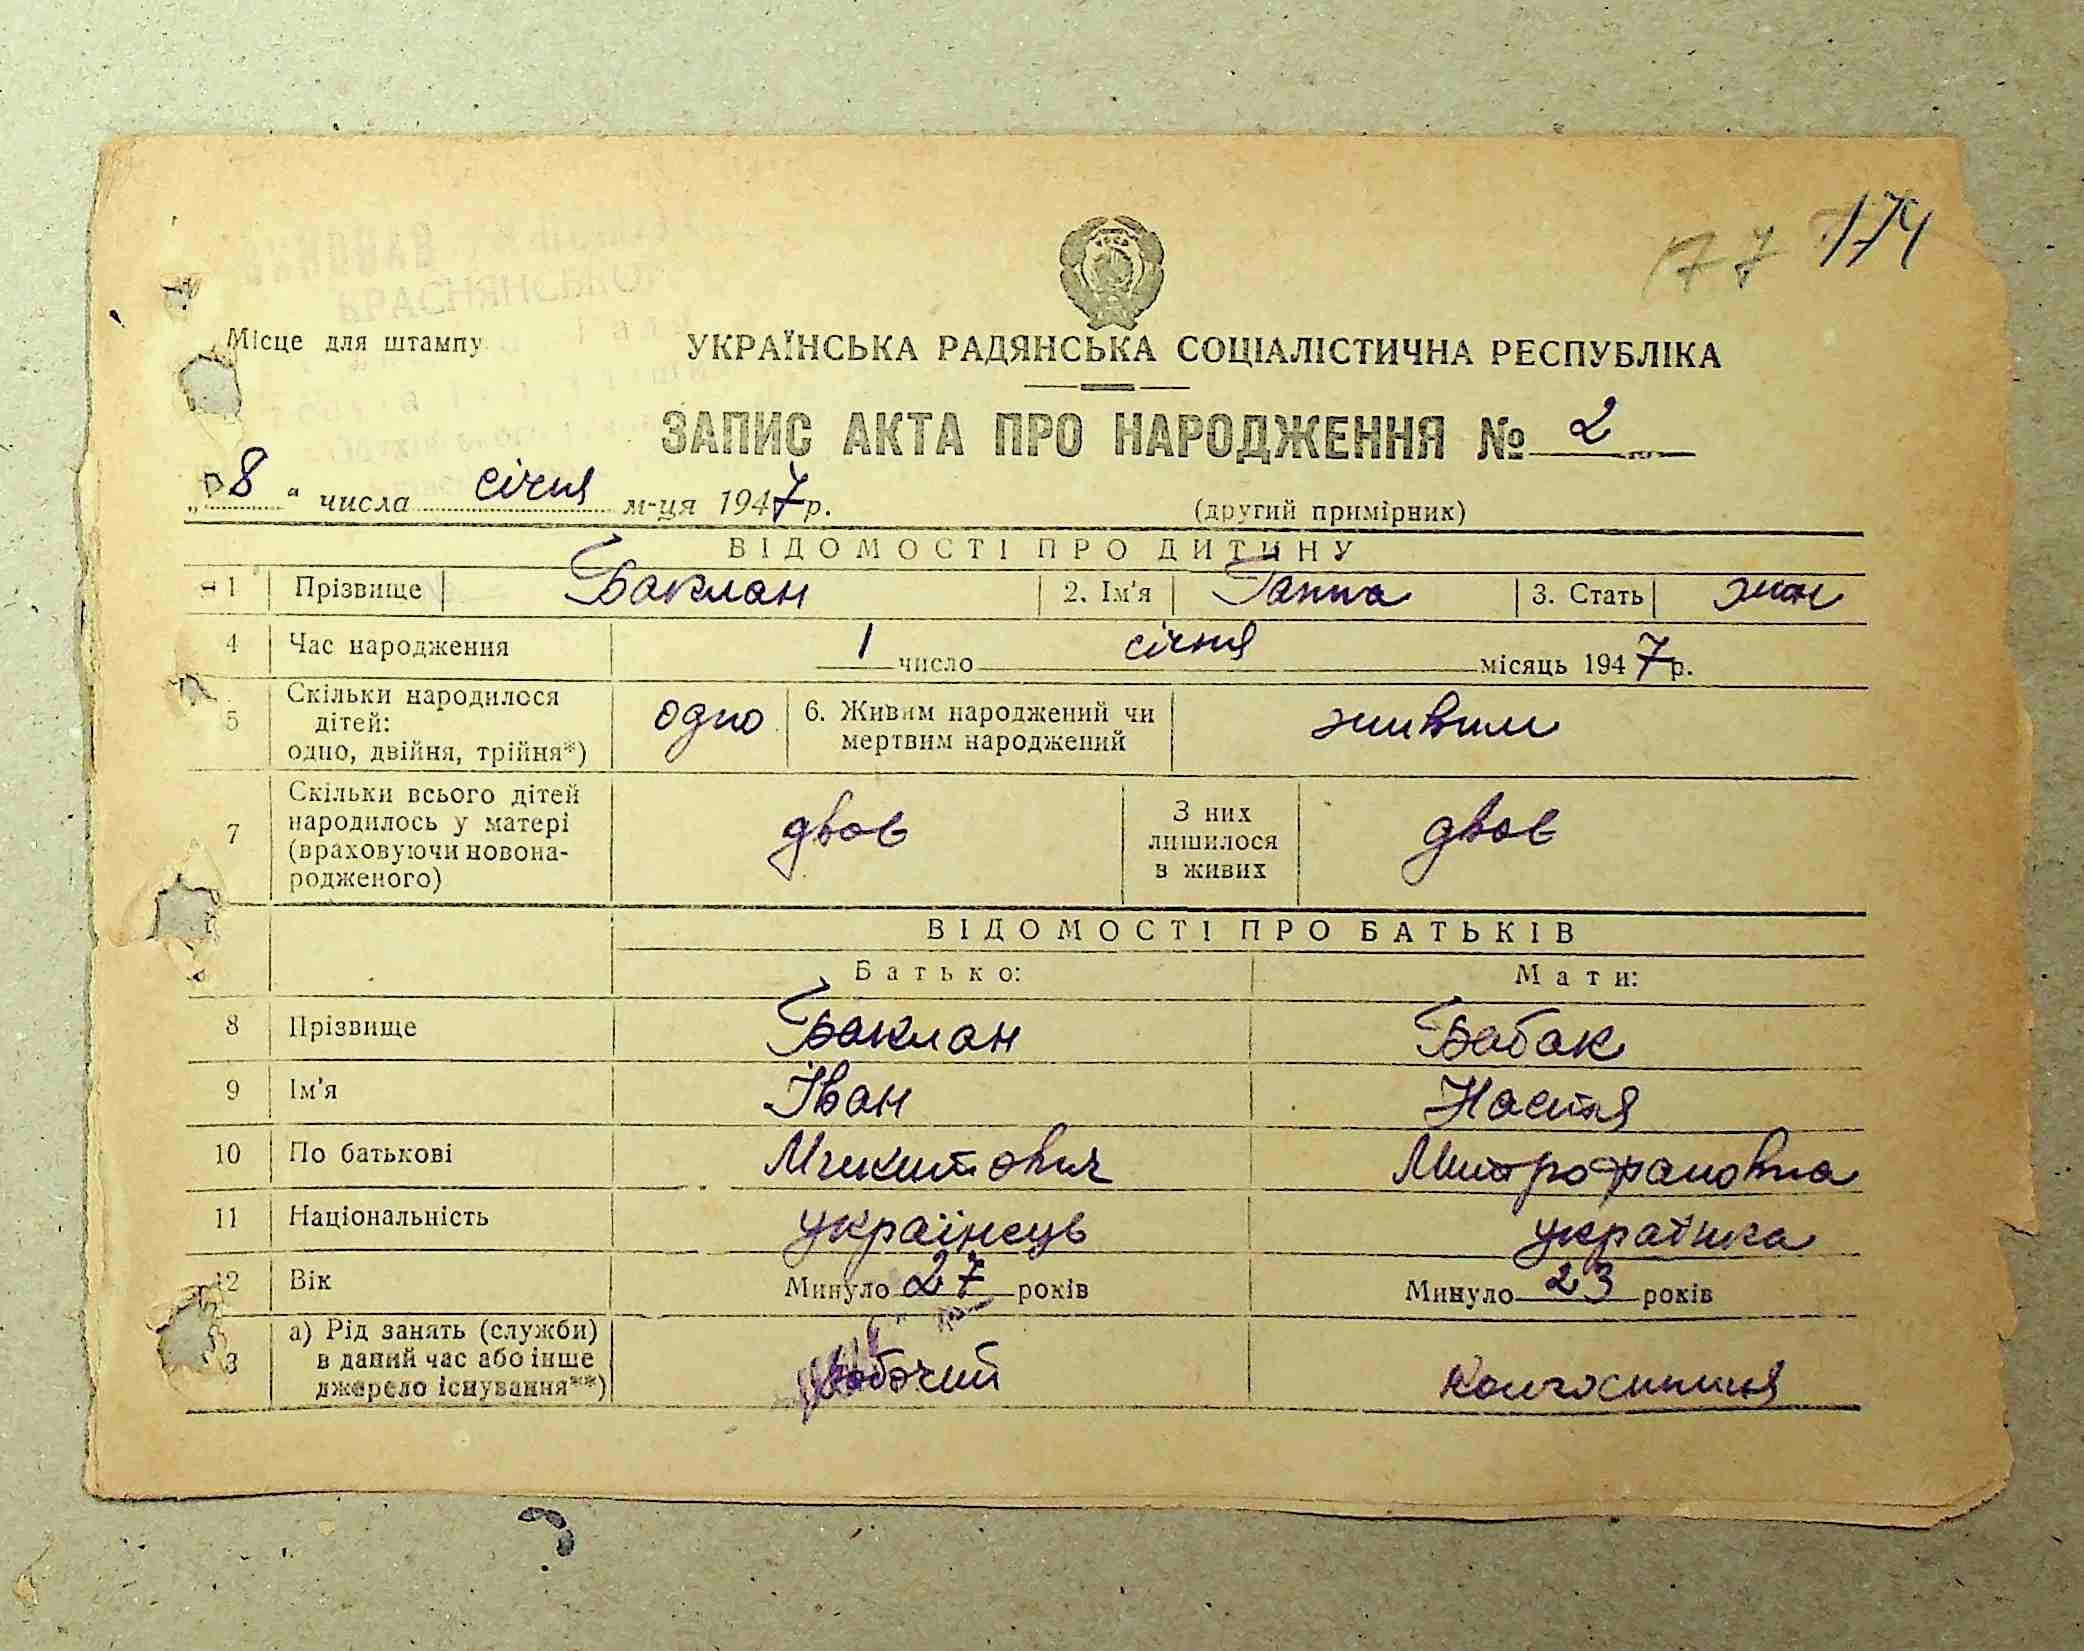 177 174
КРАСНЯНСЬКОЇ
Місце для штампу
УКРАЇНСЬКА РАДЯНСЬКА СОЦІАЛІСТИЧНА РЕСПУБЛІКА
ЗАПИС АКТА ПРО НАРОДЖЕННЯ № 2
„8“ числа січня м-ця 1947 р.
(другий примірник)
ВІДОМОСТІ ПРО ДИТИНУ
1 Прізвище Баклан 2. Ім'я Ганна 3. Стать жін
4 Час народження 1 число січня місяць 1947 р.
5 Скільки народилося дітей: одно, двійня, трійня*) одно 6. Живим народжений чи мертвим народжений живим
7 Скільки всього дітей народилось у матері (враховуючи новонародженого) двоє З них лишилося в живих двоє
ВІДОМОСТІ ПРО БАТЬКІВ
Батько: Мати:
8 Прізвище Баклан Бабак
9 Ім'я Іван Настя
10 По батькові Микитович Митрофановна
11 Національність українець українка
12 Вік Минуло 27 років Минуло 23 років
3 а) Рід занять (служби) в даний час або інше джерело існування**) робочий колгоспниця